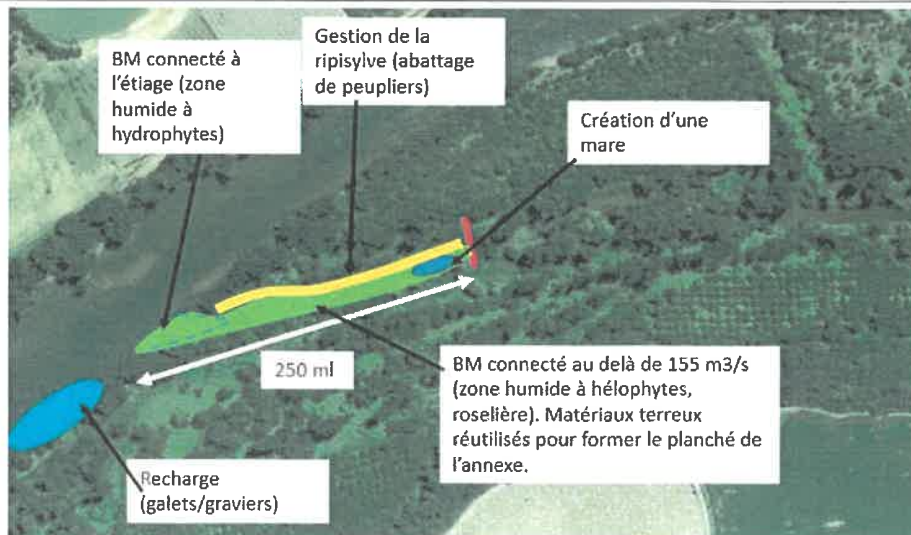 BM connecté à
l'étiage (zone
humide à
hydrophytes)
Gestion de la
ripisylve (abattage
de peupliers)
Création d'une
mare
250 ml
BM connecté au delà de 155 m3/s
(zone humide à hélophytes,
roselière). Matériaux terreux
réutilisés pour former le planché de
l'annexe.
Recharge
(galets/graviers)